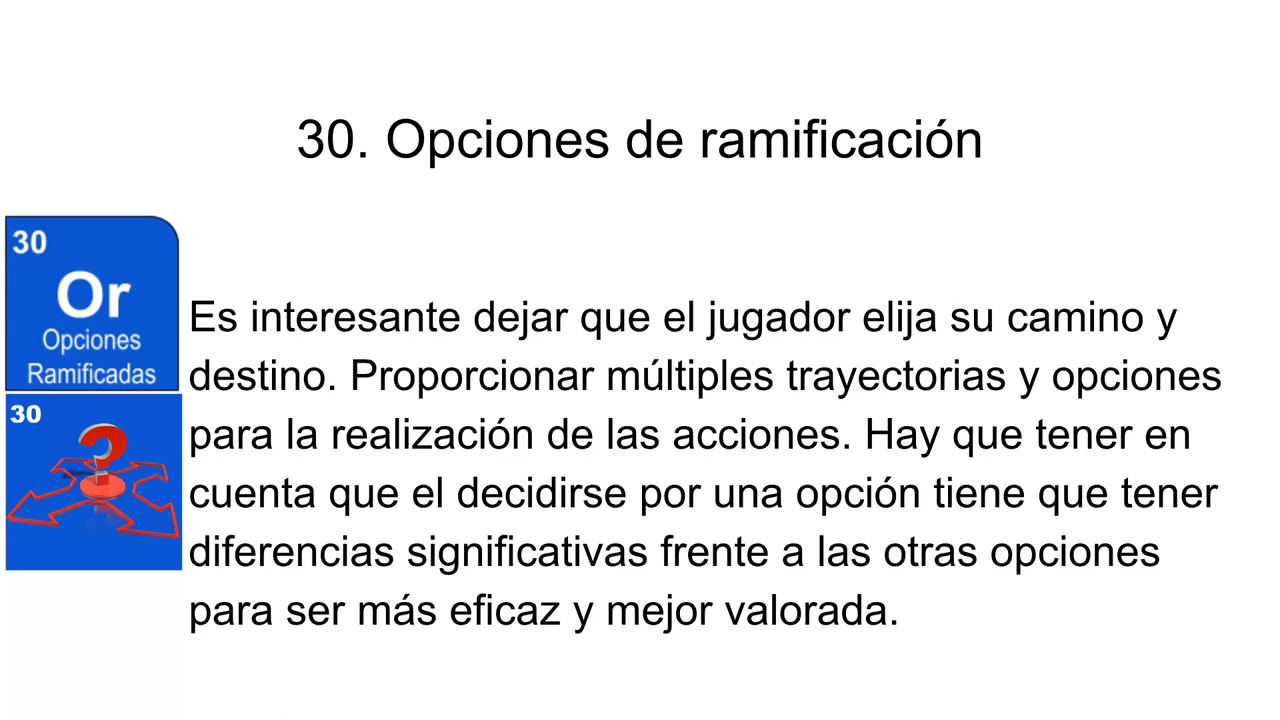 30. Opciones de ramificación
30
Or
Opciones
Ramificadas
30
?
Es interesante dejar que el jugador elija su camino y
destino. Proporcionar múltiples trayectorias y opciones
para la realización de las acciones. Hay que tener en
cuenta que el decidirse por una opción tiene que tener
diferencias significativas frente a las otras opciones
para ser más eficaz y mejor valorada.